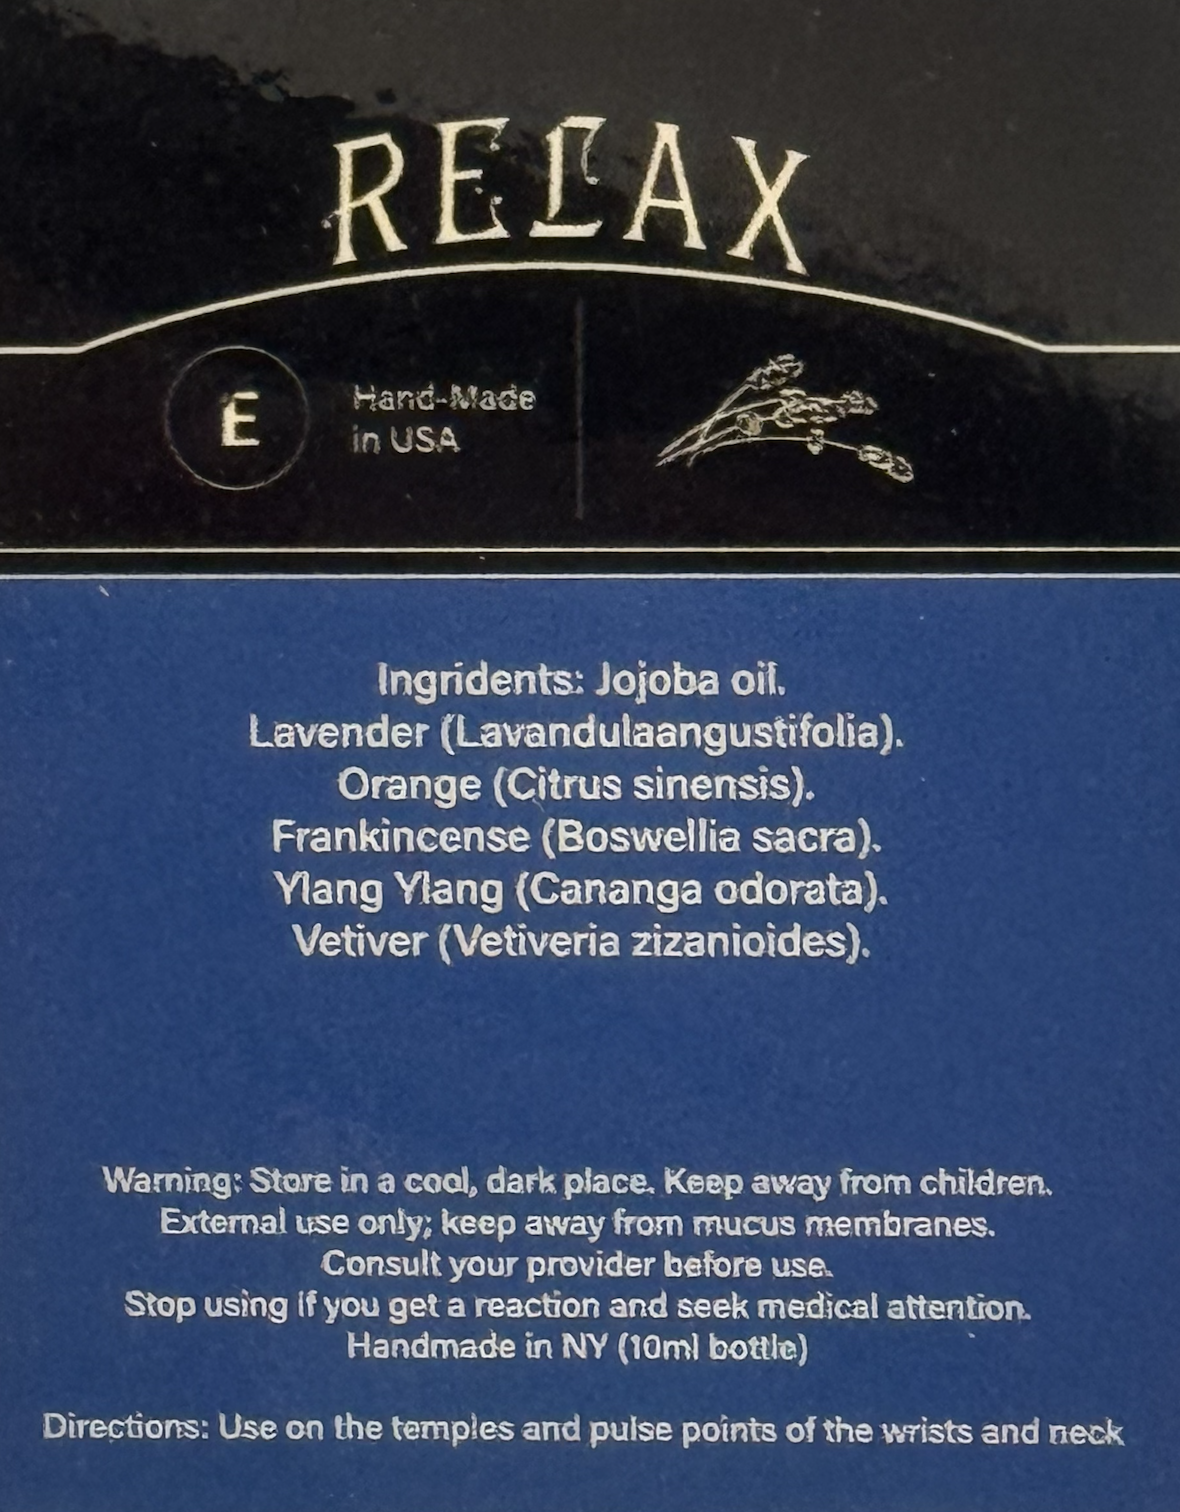 RELAX
E
Hand-Made
in USA
Ingridents: Jojoba oil.
Lavender (Lavandulaangustifolia).
Orange (Citrus sinensis).
Frankincense (Boswellia sacra).
Ylang Ylang (Cananga odorata).
Vetiver (Vetiveria zizanioides).
Warning: Store in a cool, dark place. Keep away from children.
External use only; keep away from mucus membranes.
Consult your provider before use.
Stop using if you get a reaction and seek medical attention.
Handmade in NY (10ml bottle)
Directions: Use on the temples and pulse points of the wrists and neck